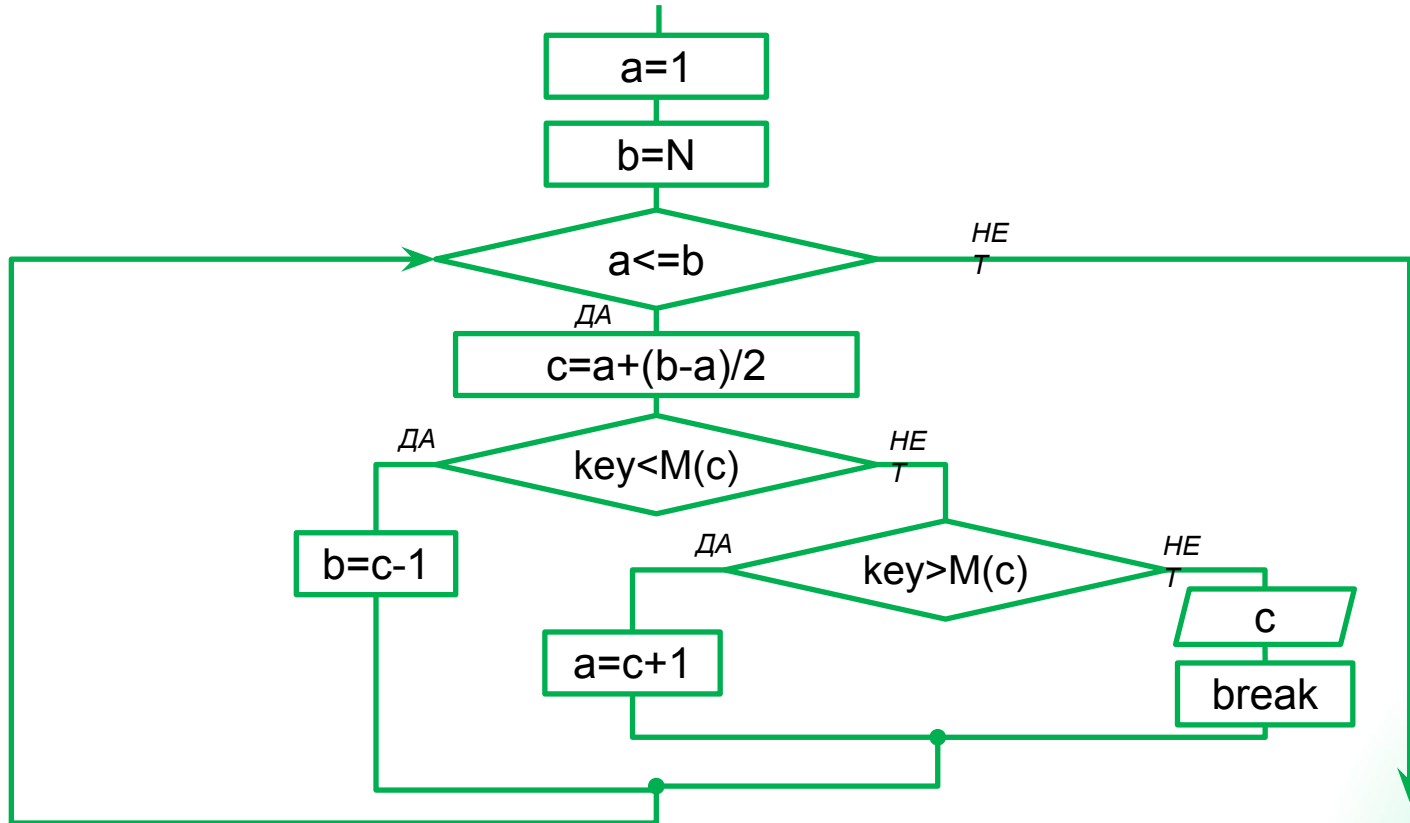 a=1
b=N
a<=b
НЕ
Т
ДА
c=a+(b-a)/2
ДА
key<M(c)
НЕ
Т
b=c-1
ДА
key>M(c)
НЕ
Т
a=c+1
c
break